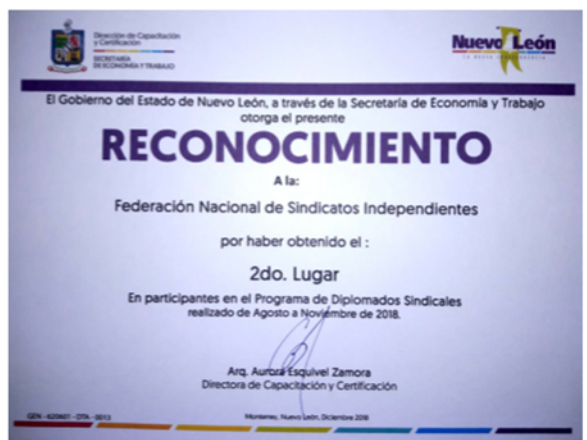 Dirección de Capacitación
y Certificación
SECRETARÍA
DE ECONOMÍA Y TRABAJO
Nuevo León
El Gobierno del Estado de Nuevo León, a través de la Secretaría de Economía y Trabajo
otorga el presente
RECONOCIMIENTO
A la:
Federación Nacional de Sindicatos Independientes
por haber obtenido el :
2do. Lugar
En participantes en el Programa de Diplomados Sindicales
realizado de Agosto a Noviembre de 2018.
Arq. Aurora Esquivel Zamora
Directora de Capacitación y Certificación
Monterrey, Nuevo León, Diciembre 2018